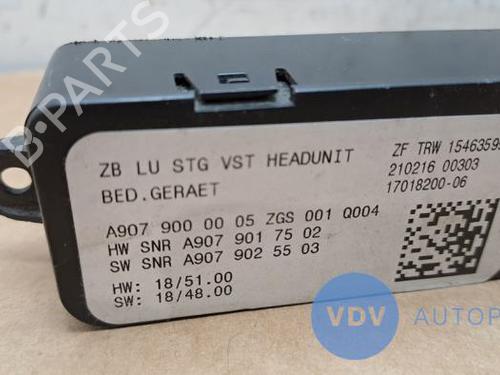 ZB LU STG VST HEADUNIT
BED.GERAET
A907 900 00 05 ZGS 001 Q004
HW SNR A907 901 75 02
SW SNR A907 902 55 03
HW: 18/51.00
SW: 18/48.00
ZF TRW
210216 00303
17018200-06
B-PARTS
VDV
VDV AUTOP